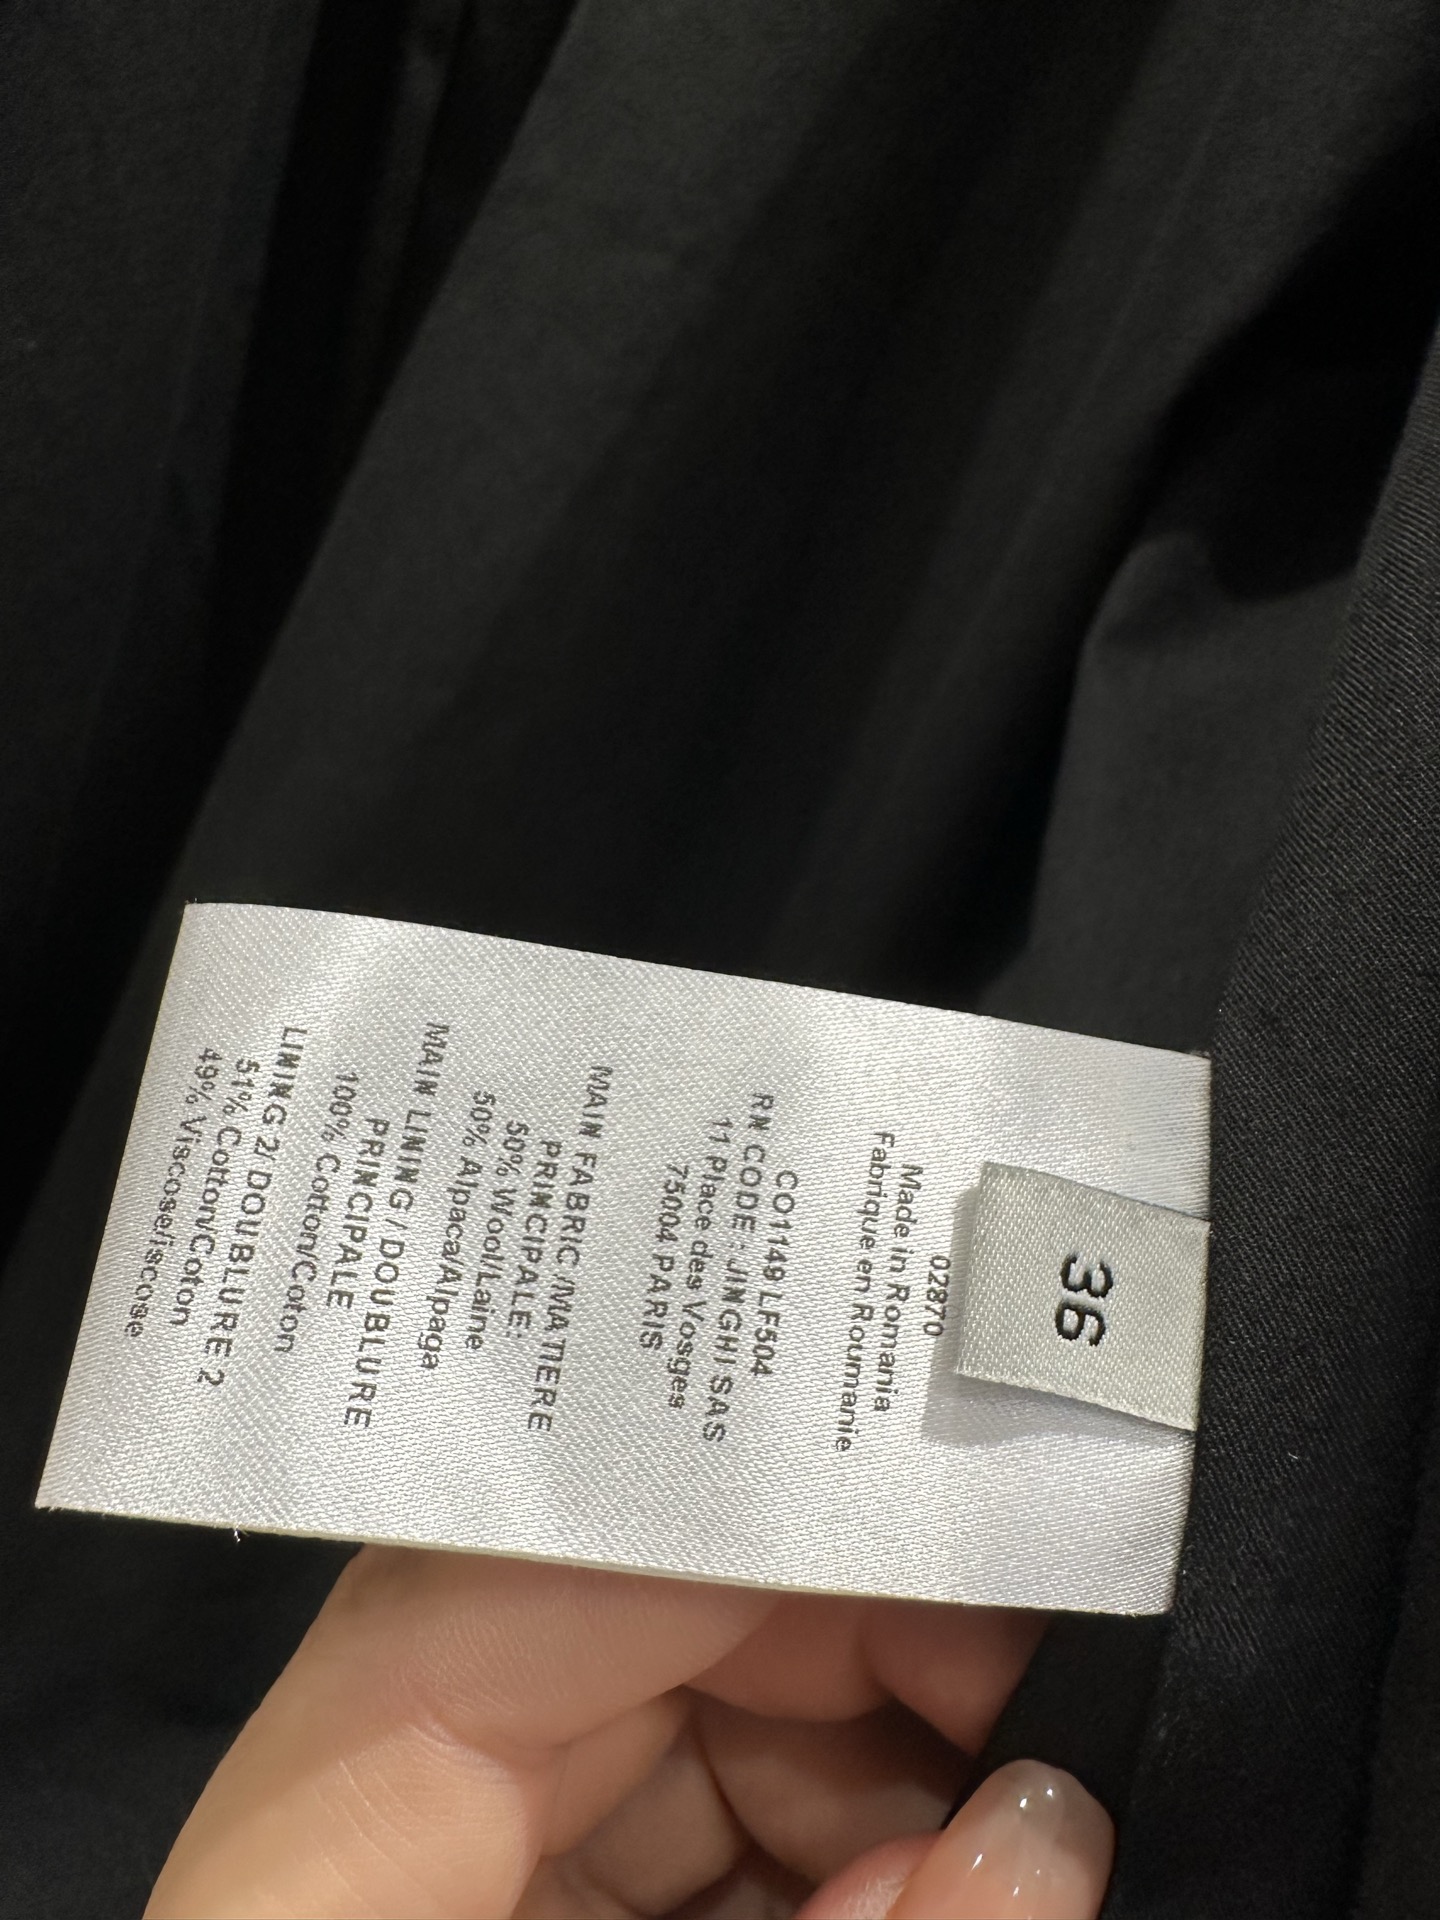 36
02870
Made in Romania
Fabrique en Roumanie
CO1149 LF504
RN CODE : JINGHI SAS
11 Place des Vosges
75004 PARIS
MAIN FABRIC /MATIERE
PRINCIPALE:
50% Wool/Laine
50% Alpaca/Alpaga
MAIN LINING / DOUBLURE
PRINCIPALE
100% Cotton/Coton
LINING 2/ DOUBLURE 2
51% Cotton/Coton
49% Viscose/iscose